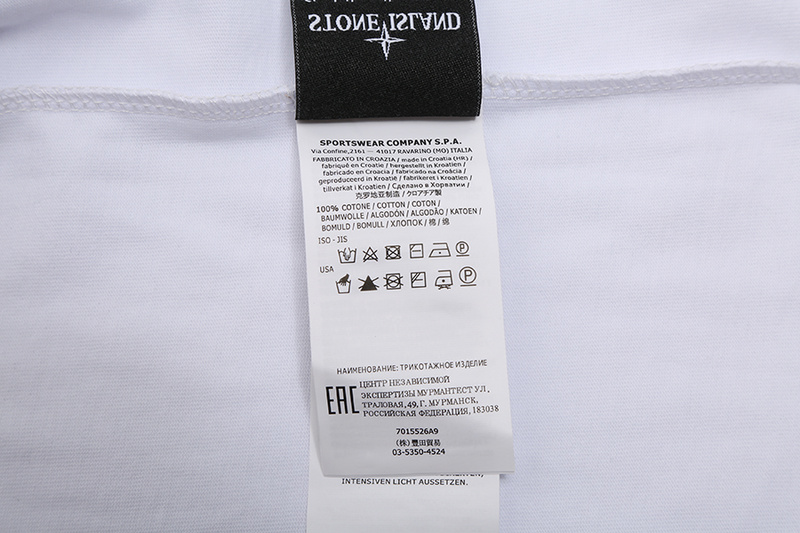 STONE ISLAND
SPORTSWEAR COMPANY S.P.A.
Via Confine,2161 — 41017 RAVARINO (MO) ITALIA
FABBRICATO IN CROAZIA / made in Croatia (HR) /
fabriqué en Croatie / hergestellt in Kroatien /
fabricado en Croacia / fabricado na Croácia /
geproduceerd in Kroatië / fabrikeret i Kroatien /
tillverkat i Kroatien / Сделано в Хорватии /
克罗地亚制造 / クロアチア製
100% COTONE / COTTON / COTON /
BAUMWOLLE / ALGODÓN / ALGODÃO / KATOEN /
BOMULD / BOMULL / ХЛОПОК / 棉 / 綿
ISO - JIS
USA
НАИМЕНОВАНИЕ: ТРИКОТАЖНОЕ ИЗДЕЛИЕ
EAC
ЦЕНТР НЕЗАВИСИМОЙ
ЭКСПЕРТИЗЫ МУРМАНТЕСТ УЛ.
ТРАЛОВАЯ, 49, Г. МУРМАНСК,
РОССИЙСКАЯ ФЕДЕРАЦИЯ, 183038
7015526A9
(株) 豊田貿易
03-5350-4524
INTENSIVEN LICHT AUSSETZEN.